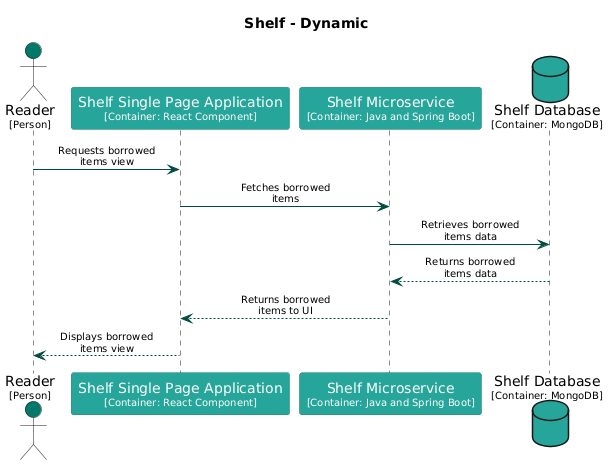 Shelf - Dynamic
Reader
[Person]
Shelf Single Page Application
[Container: React Component]
Shelf Microservice
[Container: Java and Spring Boot]
Shelf Database
[Container: MongoDB]
Requests borrowed
items view
Fetches borrowed
items
Retrieves borrowed
items data
Returns borrowed
items data
Returns borrowed
items to UI
Displays borrowed
items view
Reader
[Person]
Shelf Single Page Application
[Container: React Component]
Shelf Microservice
[Container: Java and Spring Boot]
Shelf Database
[Container: MongoDB]